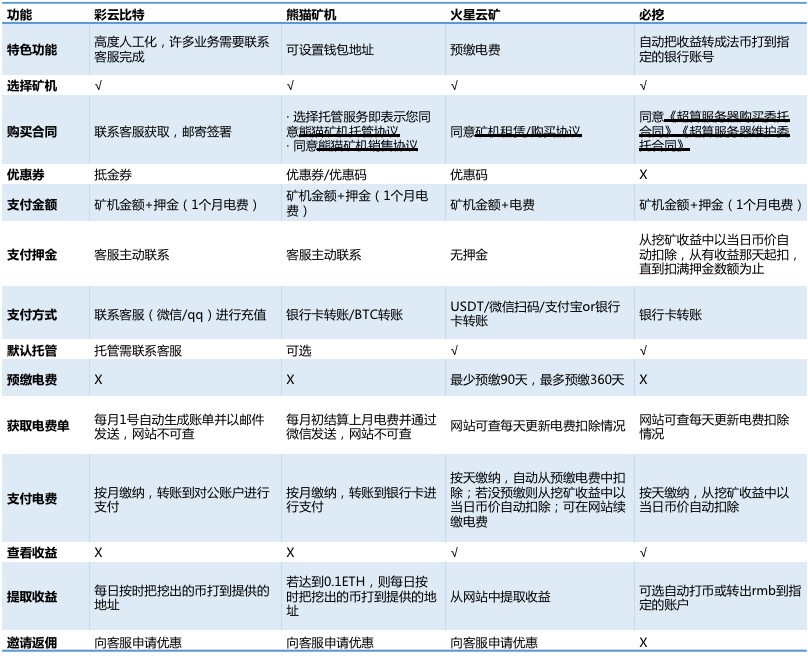 功能 彩云比特 熊猫矿机 火星云矿 必挖
特色功能 高度人工化，许多业务需要联系客服完成 可设置钱包地址 预缴电费 自动把收益转成法币打到指定的银行账号
选择矿机 √ √ √ √
购买合同 联系客服获取，邮寄签署 · 选择托管服务即表示您同意熊猫矿机托管协议 · 同意熊猫矿机销售协议 同意矿机租赁/购买协议 同意《超算服务器购买委托合同》《超算服务器维护委托合同》
优惠券 抵金券 优惠券/优惠码 优惠码 X
支付金额 矿机金额+押金（1个月电费） 矿机金额+押金（1个月电费） 矿机金额+电费 矿机金额+押金（1个月电费）
支付押金 客服主动联系 客服主动联系 无押金 从挖矿收益中以当日币价自动扣除，从有收益那天起扣，直到扣满押金数额为止
支付方式 联系客服（微信/qq）进行充值 银行卡转账/BTC转账 USDT/微信扫码/支付宝or银行卡转账 银行卡转账
默认托管 托管需联系客服 可选 √ √
预缴电费 X X 最少预缴90天，最多预缴360天 X
获取电费单 每月1号自动生成账单并以邮件发送，网站不可查 每月初结算上月电费并通过微信发送，网站不可查 网站可查每天更新电费扣除情况 网站可查每天更新电费扣除情况
支付电费 按月缴纳，转账到对公账户进行支付 按月缴纳，转账到银行卡进行支付 按天缴纳，自动从预缴电费中扣除；若没预缴则从挖矿收益中以当日币价自动扣除；可在网站续缴电费 按天缴纳，从挖矿收益中以当日币价自动扣除
查看收益 X X √ √
提取收益 每日按时把挖出的币打到提供的地址 若达到0.1ETH，则每日按时把挖出的币打到提供的地址 从网站中提取收益 可选自动打币或转出rmb到指定的账户
邀请返佣 向客服申请优惠 向客服申请优惠 向客服申请优惠 X